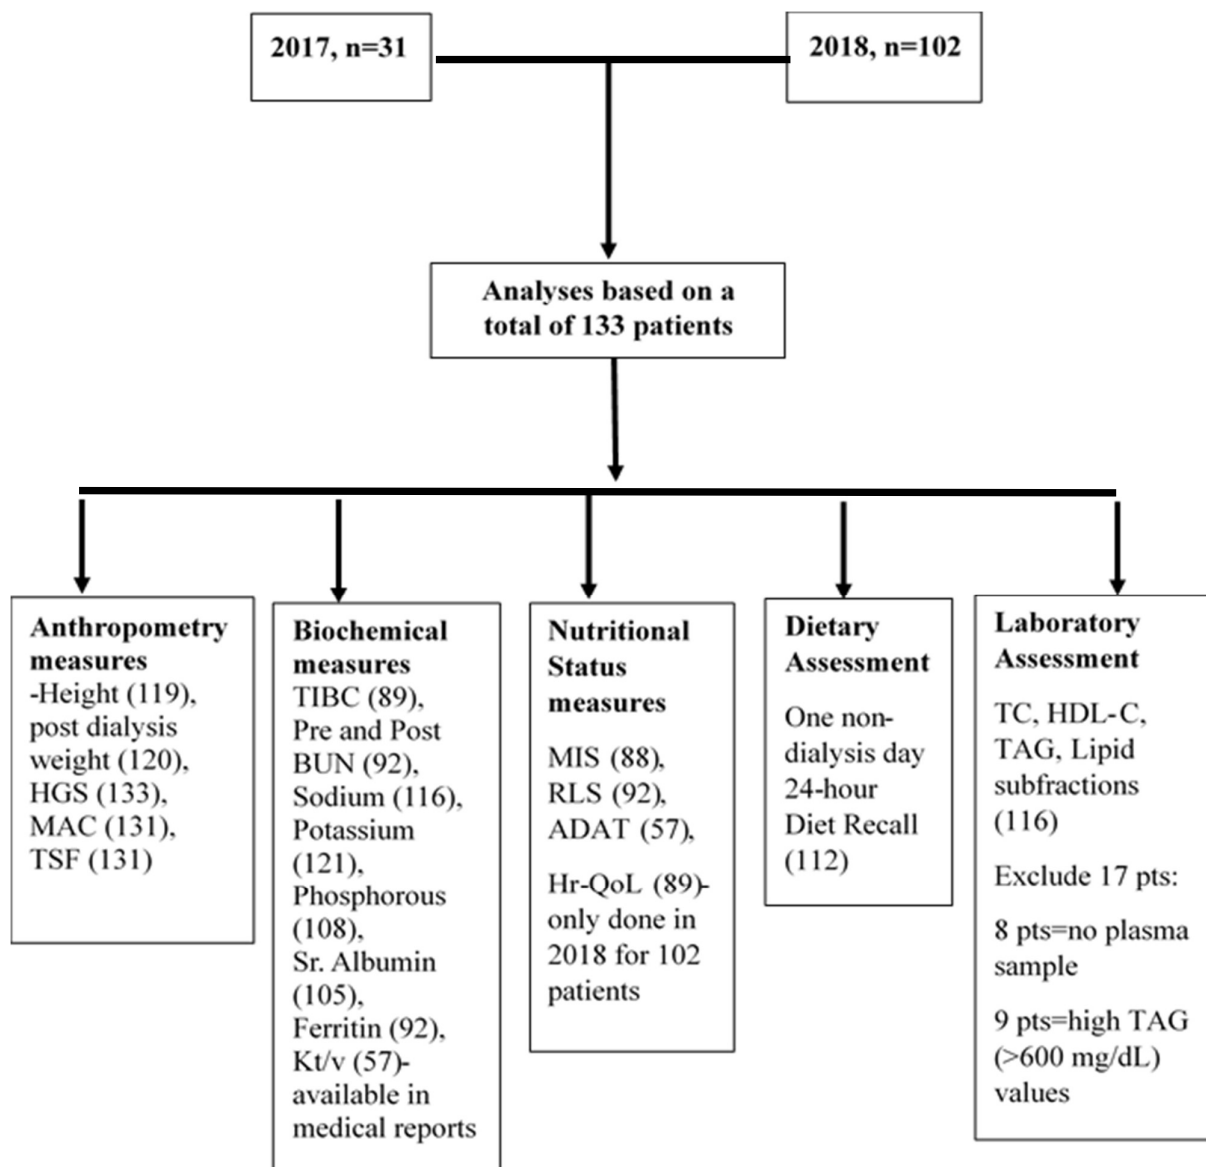 2017, n=31
2018, n=102
Analyses based on a
total of 133 patients
Anthropometry
measures
-Height (119),
post dialysis
weight (120),
HGS (133),
MAC (131),
TSF (131)
Biochemical
measures
TIBC (89),
Pre and Post
BUN (92),
Sodium (116),
Potassium
(121),
Phosphorous
(108),
Sr. Albumin
(105),
Ferritin (92),
Kt/v (57)-
available in
medical reports
Nutritional
Status
measures
MIS (88),
RLS (92),
ADAT (57),
Hr-QoL (89)-
only done in
2018 for 102
patients
Dietary
Assessment
One non-
dialysis day
24-hour
Diet Recall
(112)
Laboratory
Assessment
TC, HDL-C,
TAG, Lipid
subfractions
(116)
Exclude 17 pts:
8 pts=no plasma
sample
9 pts=high TAG
(>600 mg/dL)
values